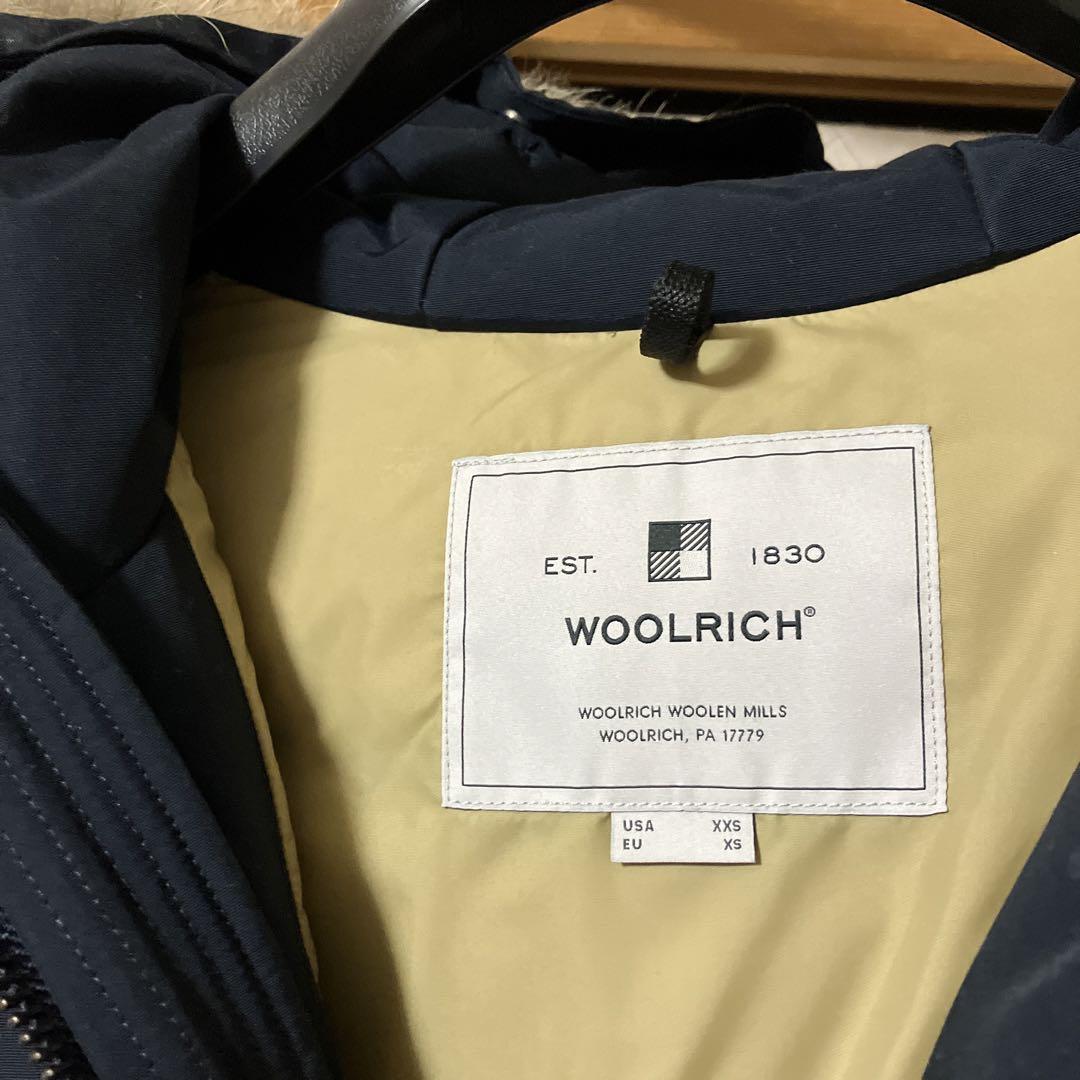 EST. 1830
WOOLRICH®
WOOLRICH WOOLEN MILLS
WOOLRICH, PA 17779
USA XXS
EU XS